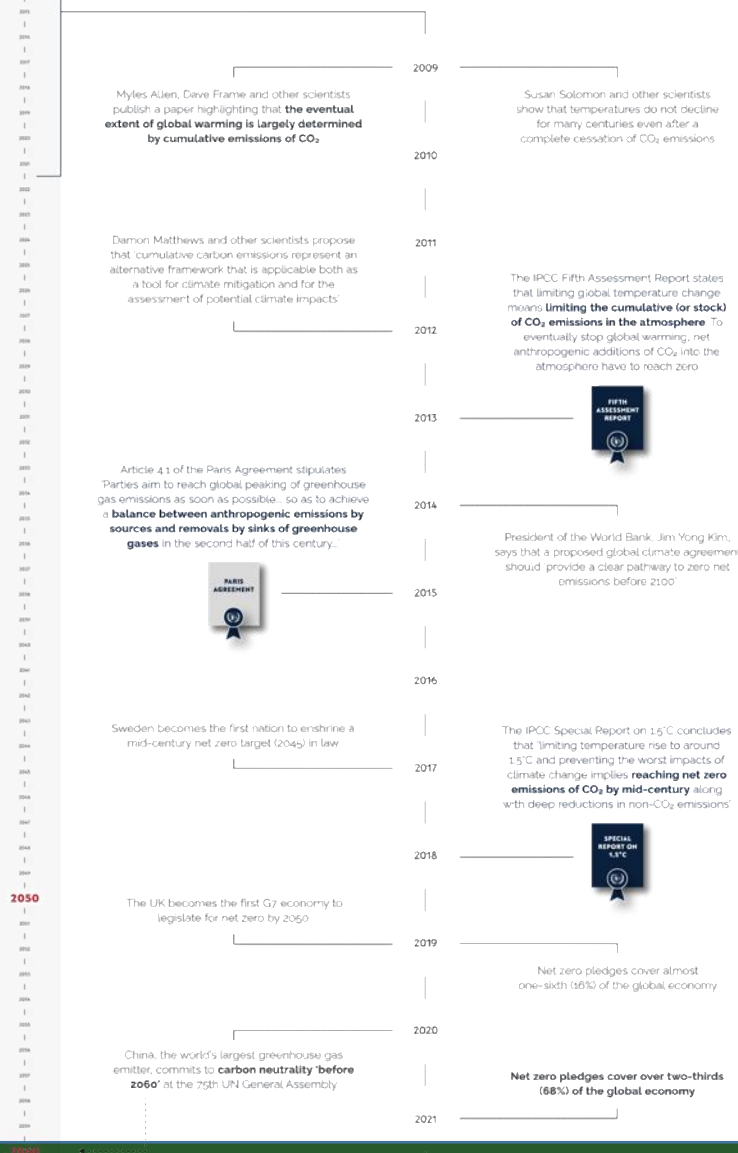 2009
Myles Allen, Dave Frame and other scientists
publish a paper highlighting that the eventual
extent of global warming is largely determined
by cumulative emissions of CO₂
Susan Solomon and other scientists
show that temperatures do not decline
for many centuries even after a
complete cessation of CO₂ emissions
2010
2011
Damon Matthews and other scientists propose
that 'cumulative carbon emissions represent an
alternative framework that is applicable both as
a tool for climate mitigation and for the
assessment of potential climate impacts'
2012
The IPCC Fifth Assessment Report states
that limiting global temperature change
means limiting the cumulative (or stock)
of CO₂ emissions in the atmosphere. To
eventually stop global warming, net
anthropogenic additions of CO₂ into the
atmosphere have to reach zero
FIFTH
ASSESSMENT
REPORT
2013
2014
President of the World Bank, Jim Yong Kim,
says that a proposed global climate agreement
should 'provide a clear pathway to zero net
emissions before 2100'
Article 4.1 of the Paris Agreement stipulates
'Parties aim to reach global peaking of greenhouse
gas emissions as soon as possible... so as to achieve
a balance between anthropogenic emissions by
sources and removals by sinks of greenhouse
gases in the second half of this century...'
PARIS
AGREEMENT
2015
2016
Sweden becomes the first nation to enshrine a
mid-century net zero target (2045) in law
2017
The IPCC Special Report on 1.5°C concludes
that 'limiting temperature rise to around
1.5°C and preventing the worst impacts of
climate change implies reaching net zero
emissions of CO₂ by mid-century along
with deep reductions in non-CO₂ emissions'
SPECIAL
REPORT ON
1.5°C
2018
The UK becomes the first G7 economy to
legislate for net zero by 2050
2019
Net zero pledges cover almost
one-sixth (16%) of the global economy
2020
China, the world's largest greenhouse gas
emitter, commits to carbon neutrality 'before
2060' at the 75th UN General Assembly
Net zero pledges cover over two-thirds
(68%) of the global economy
2021
2050